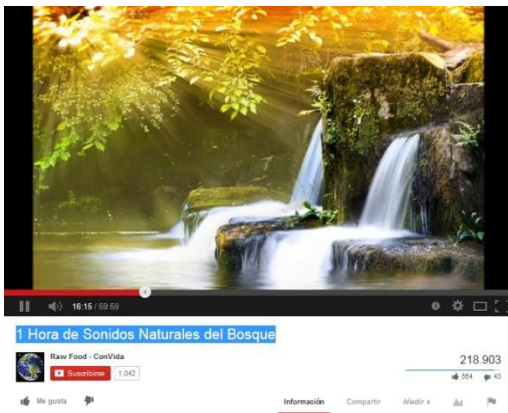 16:15 / 59:59
1 Hora de Sonidos Naturales del Bosque
Raw Food - ConVida
Suscribirse 1.042
218.903
564 43
Me gusta
Información Compartir Añadir a